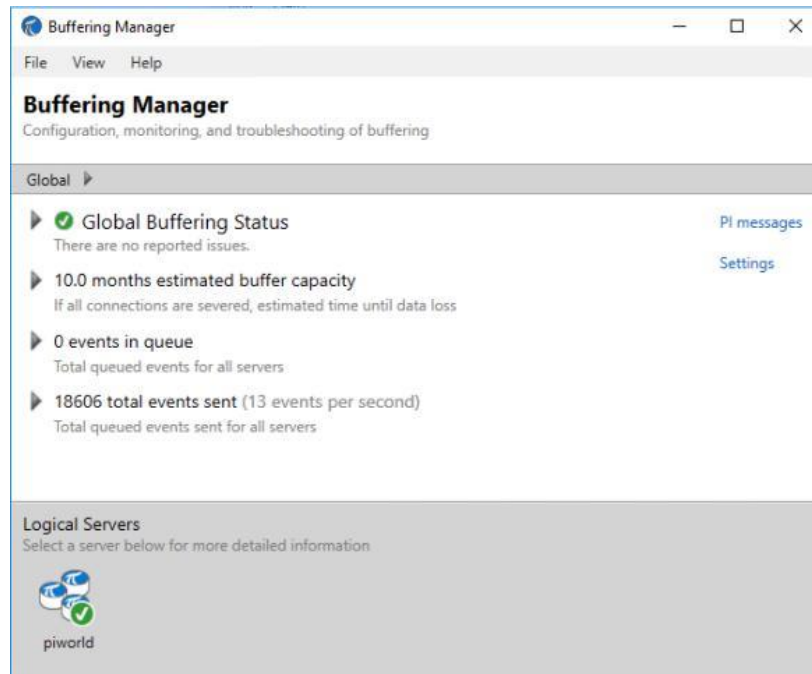 Buffering Manager
File View Help
Buffering Manager
Configuration, monitoring, and troubleshooting of buffering
Global
Global Buffering Status
There are no reported issues.
PI messages
10.0 months estimated buffer capacity
If all connections are severed, estimated time until data loss
Settings
0 events in queue
Total queued events for all servers
18606 total events sent (13 events per second)
Total queued events sent for all servers
Logical Servers
Select a server below for more detailed information
piworld